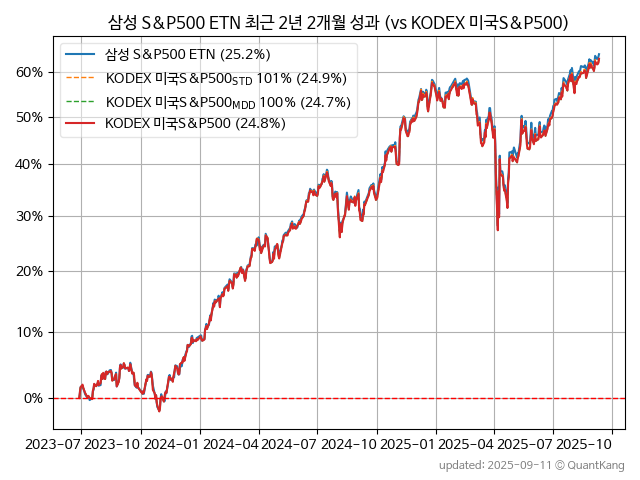 삼성 S&P500 ETN 최근 2년 2개월 성과 (vs KODEX 미국S&P500)
삼성 S&P500 ETN (25.2%)
KODEX 미국S&P500STD 101% (24.9%)
KODEX 미국S&P500MDD 100% (24.7%)
KODEX 미국S&P500 (24.8%)
60%
50%
40%
30%
20%
10%
0%
2023-07 2023-10 2024-01 2024-04 2024-07 2024-10 2025-01 2025-04 2025-07 2025-10
updated: 2025-09-11 © QuantKang